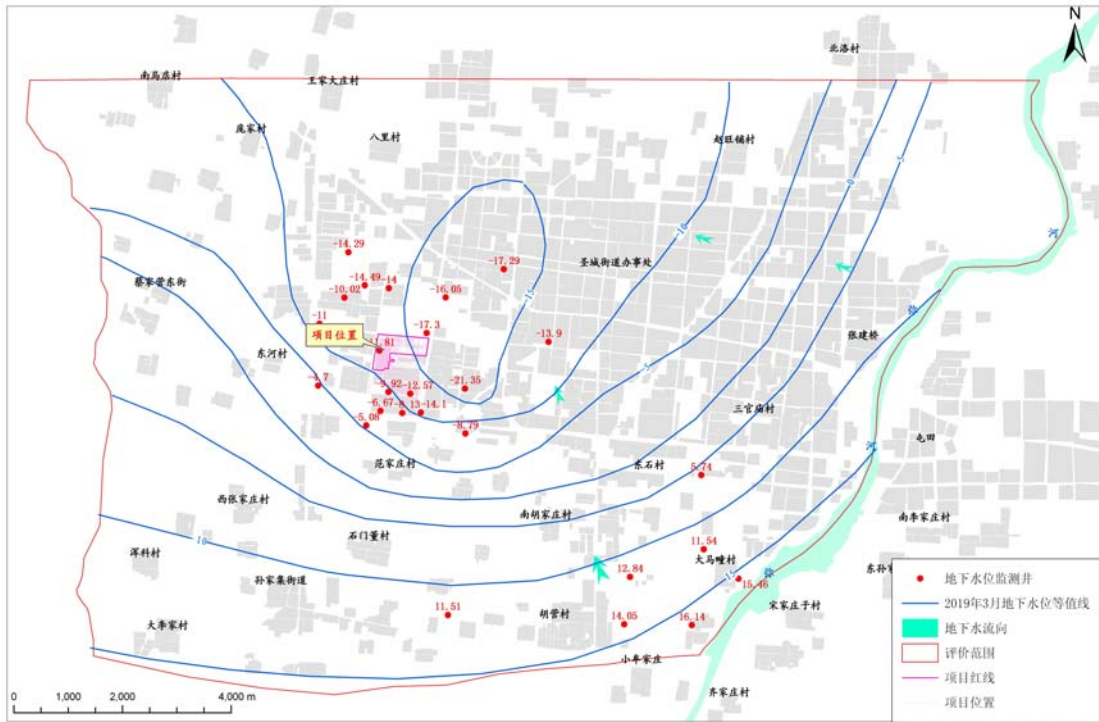 N
北洛村
南马店村
王家大庄村
庞家村
八里村
赵旺铺村
5
0
-10
河
-14.29
-17.29
圣城街道办事处
-14.49
-14
蔡家营东街
-10.02
-16.05
-15
弥
-11
-17.3
张建桥
项目位置
-13.9
东河村
-4.7
-5
-9.92
-12.57
-21.35
-6.67
-8.13
-14.1
三官庙村
-5.08
-8.79
屯田
河
范家庄村
东石村
5.74
西张家庄村
南胡家庄村
南李家庄村
10
石门董村
11.54
浑科村
大马疃村
孙家集街道
12.84
15
弥
15.46
东孙
地下水位监测井
宋家庄子村
2019年3月地下水位等值线
11.51
胡营村
14.05
16.14
大李家村
地下水流向
小牟家庄
评价范围
项目红线
齐家庄村
项目位置
0
1,000
2,000
4,000 m